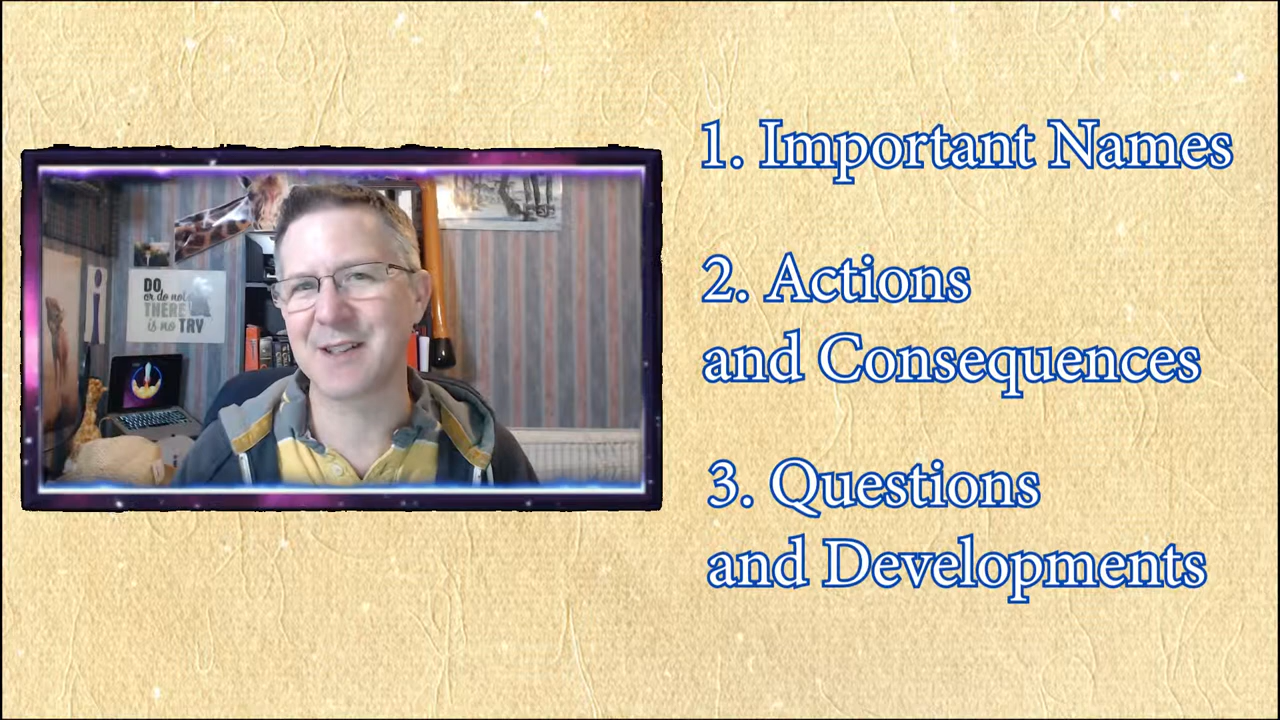 DO,
or do not
THERE
is no TRY
1. Important Names
2. Actions
and Consequences
3. Questions
and Developments